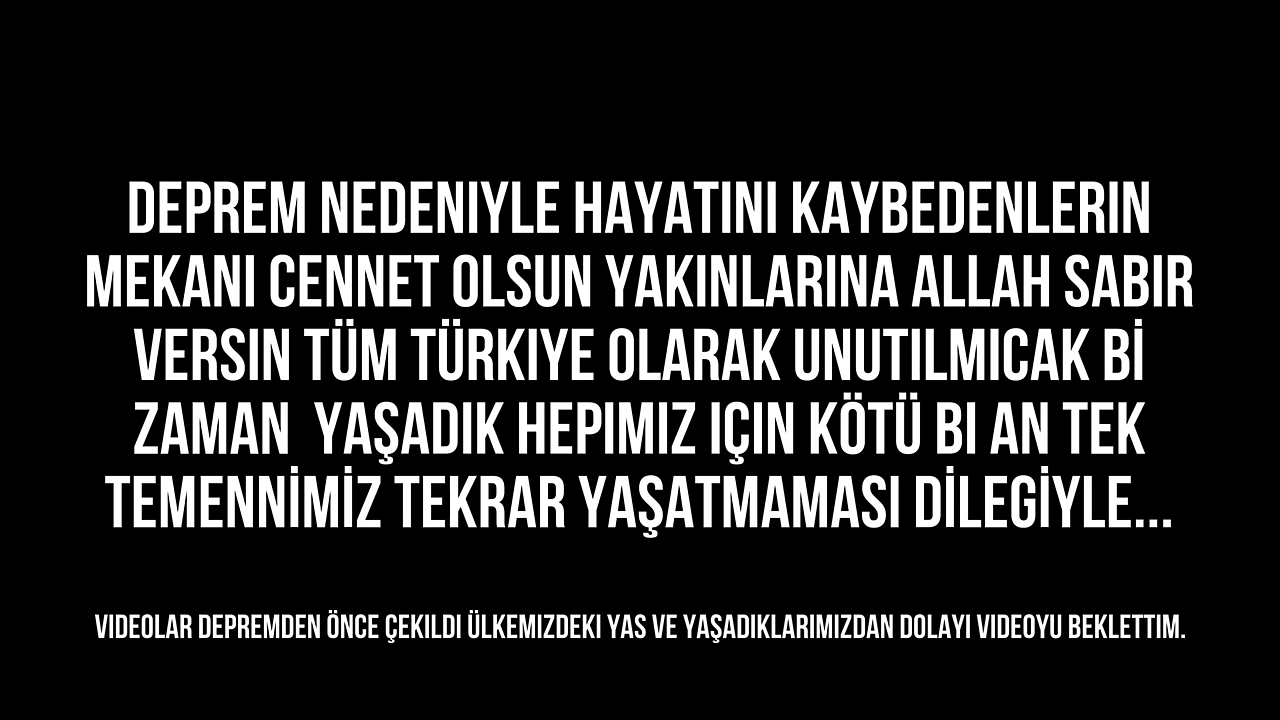 DEPREM NEDENIYLE HAYATINI KAYBEDENLERIN
MEKANI CENNET OLSUN YAKINLARINA ALLAH SABIR
VERSIN TÜM TÜRKIYE OLARAK UNUTILMICAK Bİ
ZAMAN  YAŞADIK HEPIMIZ IÇIN KÖTÜ BI AN TEK
TEMENNİMİZ TEKRAR YAŞATMAMASI DİLEGİYLE...
VIDEOLAR DEPREMDEN ÖNCE ÇEKILDI ÜLKEMIZDEKI YAS VE YAŞADIKLARIMIZDAN DOLAYI VIDEOYU BEKLETTIM.